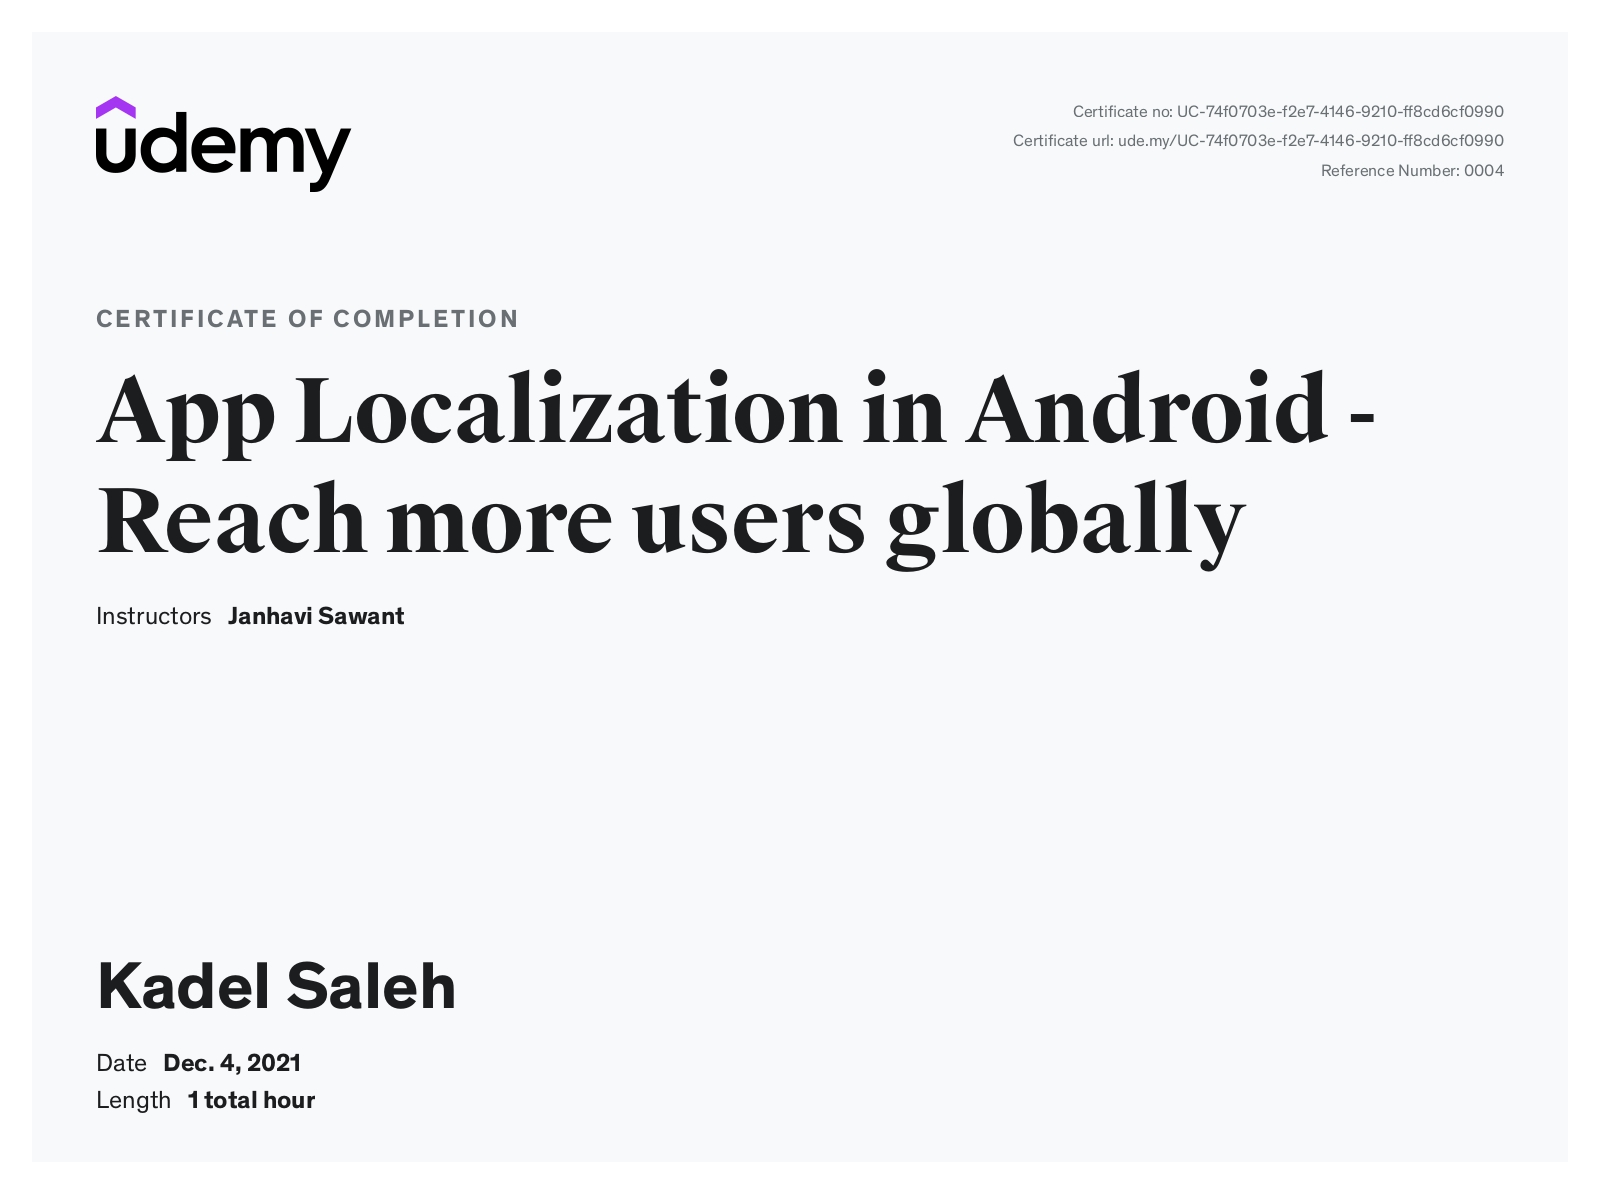 udemy
Certificate no: UC-74f0703e-f2e7-4146-9210-ff8cd6cf0990
Certificate url: ude.my/UC-74f0703e-f2e7-4146-9210-ff8cd6cf0990
Reference Number: 0004
CERTIFICATE OF COMPLETION
App Localization in Android -
Reach more users globally
Instructors Janhavi Sawant
Kadel Saleh
Date Dec. 4, 2021
Length 1 total hour